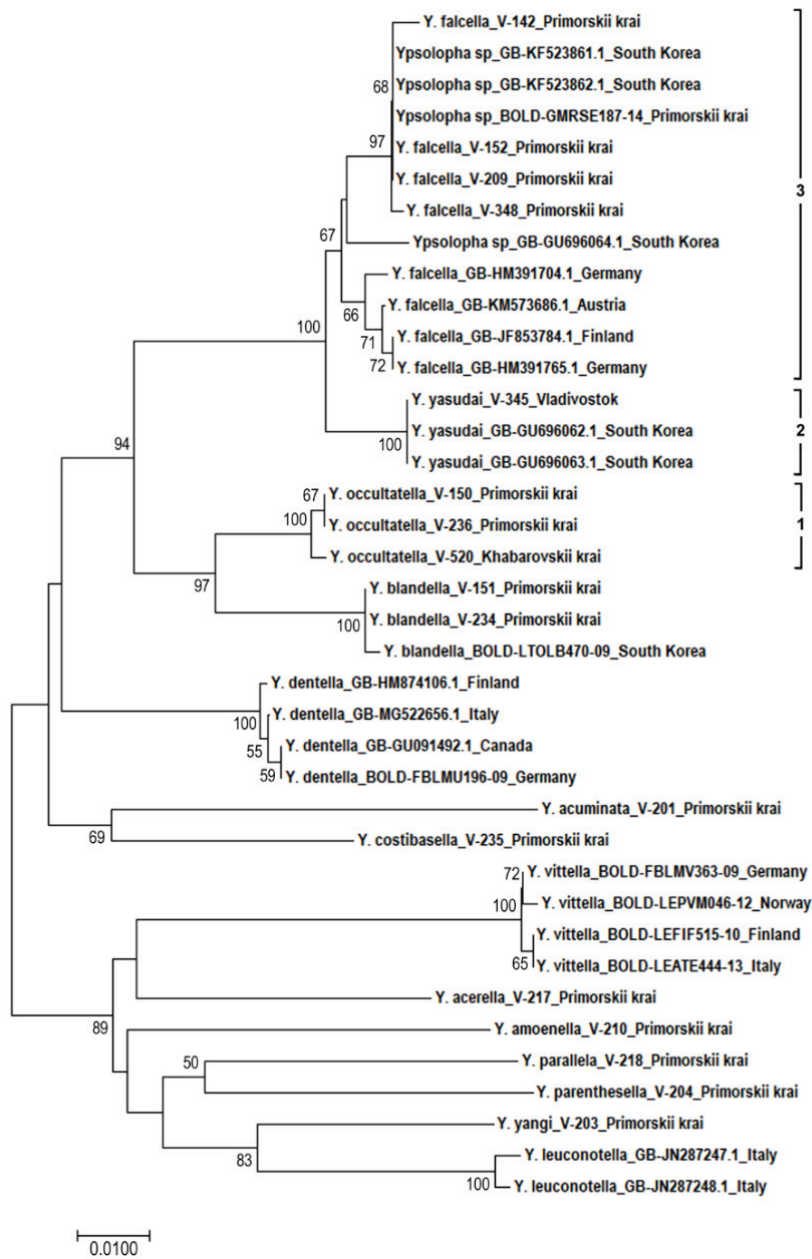 Y. falcella_V-142_Primorskii krai
Ypsolopha sp_GB-KF523861.1_South Korea
Ypsolopha sp_GB-KF523862.1_South Korea
68
Ypsolopha sp_BOLD-GMRSE187-14_Primorskii krai
97
Y. falcella_V-152_Primorskii krai
Y. falcella_V-209_Primorskii krai
3
Y. falcella_V-348_Primorskii krai
67
Ypsolopha sp_GB-GU696064.1_South Korea
Y. falcella_GB-HM391704.1_Germany
66
Y. falcella_GB-KM573686.1_Austria
100
71
Y. falcella_GB-JF853784.1_Finland
72
Y. falcella_GB-HM391765.1_Germany
Y. yasudai_V-345_Vladivostok
94
100
Y. yasudai_GB-GU696062.1_South Korea
2
Y. yasudai_GB-GU696063.1_South Korea
67
Y. occultatella_V-150_Primorskii krai
100
Y. occultatella_V-236_Primorskii krai
1
Y. occultatella_V-520_Khabarovskii krai
97
Y. blandella_V-151_Primorskii krai
Y. blandella_V-234_Primorskii krai
100
Y. blandella_BOLD-LTOLB470-09_South Korea
Y. dentella_GB-HM874106.1_Finland
100
Y. dentella_GB-MG522656.1_Italy
55
Y. dentella_GB-GU091492.1_Canada
59
Y. dentella_BOLD-FBLMU196-09_Germany
Y. acuminata_V-201_Primorskii krai
69
Y. costibasella_V-235_Primorskii krai
72
Y. vittella_BOLD-FBLMV363-09_Germany
100
Y. vittella_BOLD-LEPVM046-12_Norway
Y. vittella_BOLD-LEFIF515-10_Finland
65
Y. vittella_BOLD-LEATE444-13_Italy
Y. acerella_V-217_Primorskii krai
89
Y. amoenella_V-210_Primorskii krai
50
Y. parallela_V-218_Primorskii krai
Y. parenthesella_V-204_Primorskii krai
Y. yangi_V-203_Primorskii krai
83
Y. leuconotella_GB-JN287247.1_Italy
100
Y. leuconotella_GB-JN287248.1_Italy
0.0100